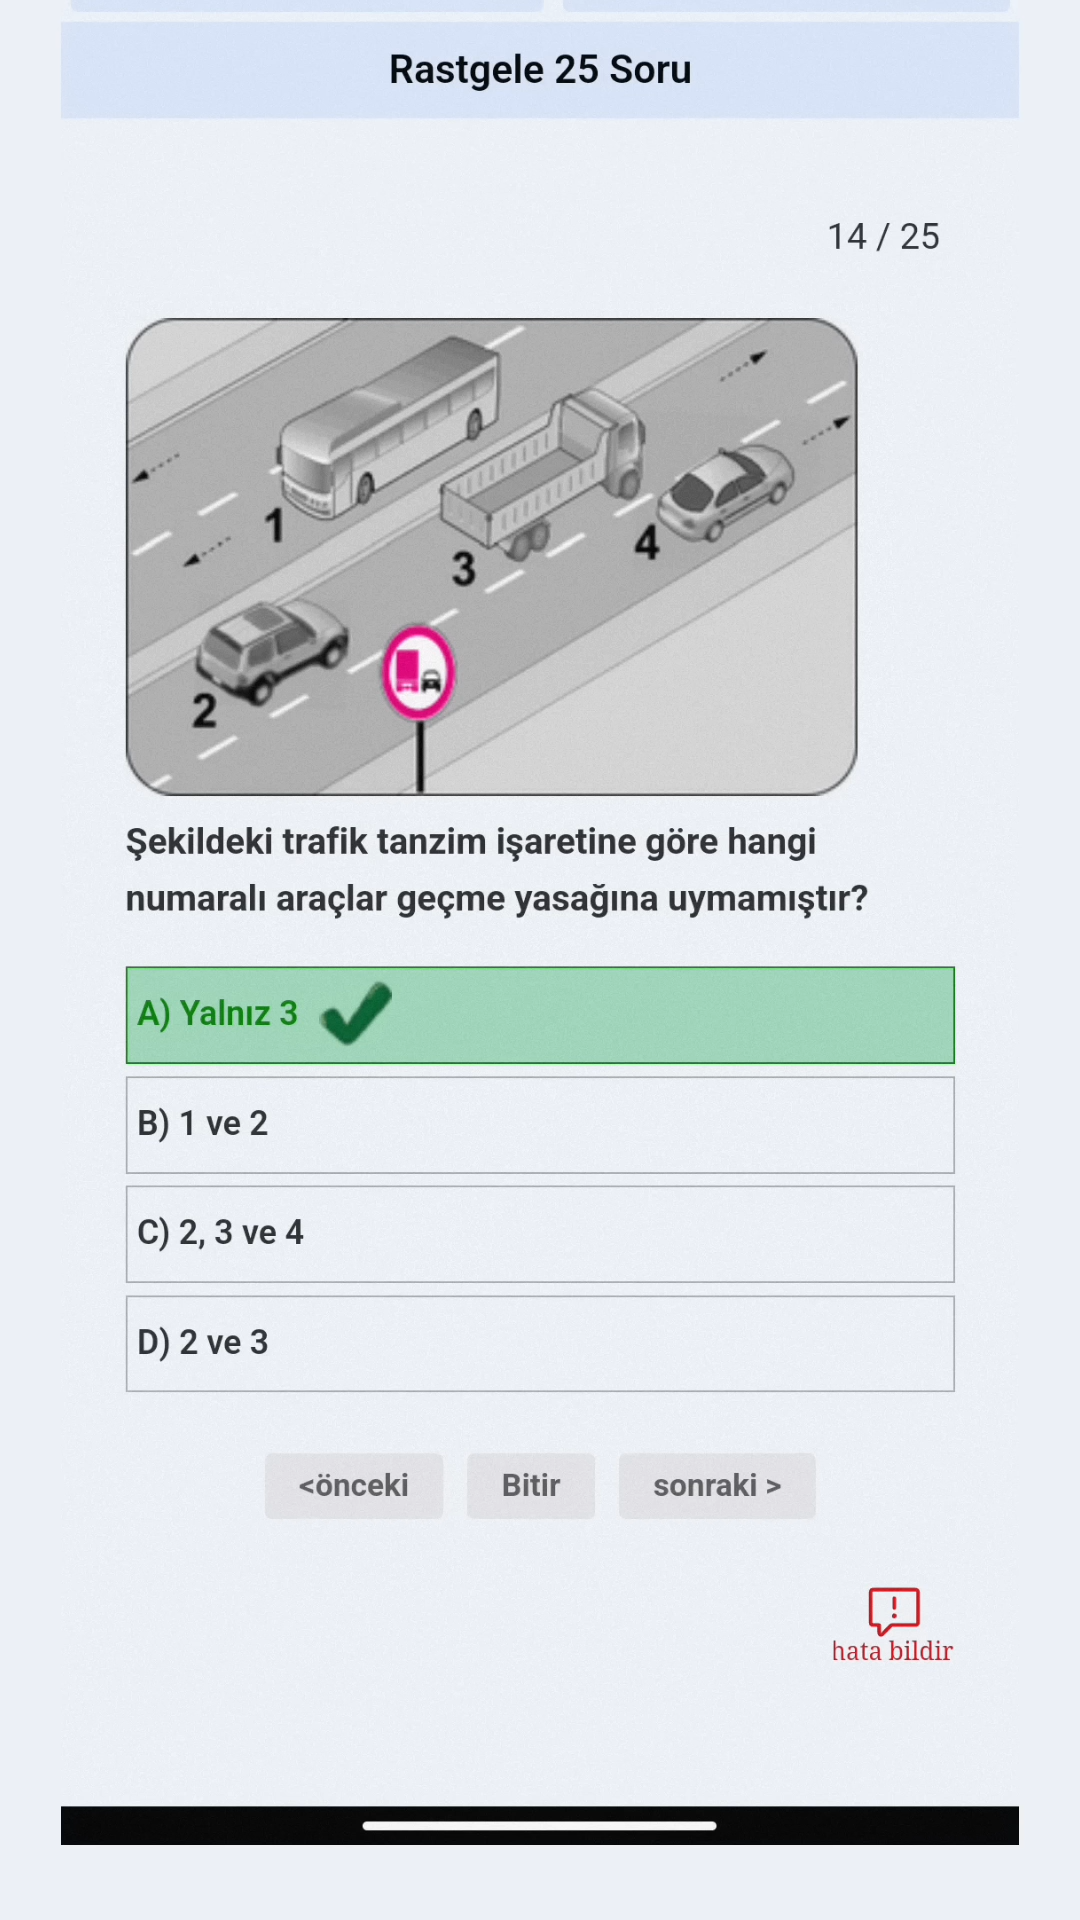 Rastgele 25 Soru
14 / 25
1
3
4
2
Şekildeki trafik tanzim işaretine göre hangi
numaralı araçlar geçme yasağına uymamıştır?
A) Yalnız 3
B) 1 ve 2
C) 2, 3 ve 4
D) 2 ve 3
<önceki
Bitir
sonraki >
hata bildir